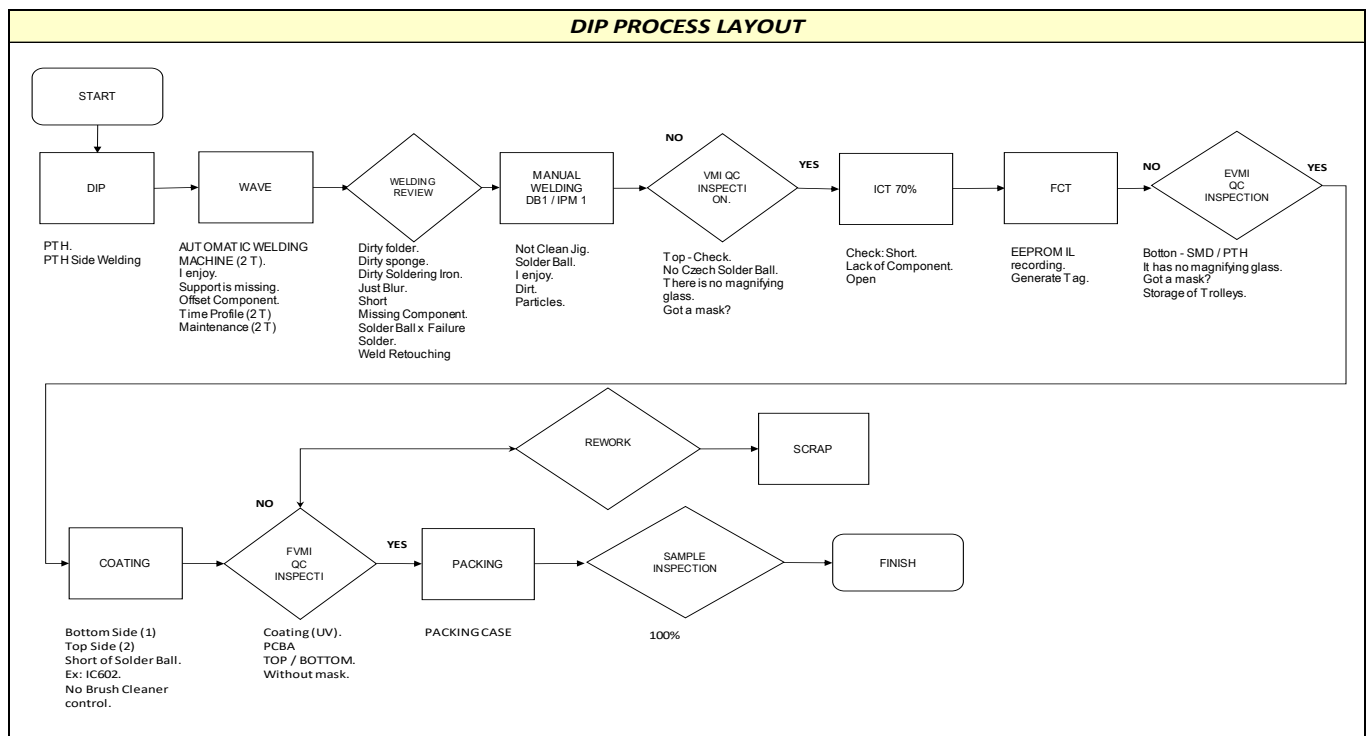 DIP PROCESS LAYOUT
START
DIP
PTH.
PTH Side Welding
WAVE
AUTOMATIC WELDING
MACHINE (2 T).
I enjoy.
Support is missing.
Offset Component.
Time Profile (2 T)
Maintenance (2 T)
WELDING
REVIEW
Dirty folder.
Dirty sponge.
Dirty Soldering Iron.
Just Blur.
Short
Missing Component.
Solder Ball x Failure
Solder.
Weld Retouching
MANUAL
WELDING
DB1 / IPM 1
Not Clean Jig.
Solder Ball.
I enjoy.
Dirt.
Particles.
NO
VMI QC
INSPECTI
ON.
YES
Top - Check.
No Czech Solder Ball.
There is no magnifying
glass.
Got a mask?
ICT 70%
Check: Short.
Lack of Component.
Open
FCT
EEPROM IL
recording.
Generate Tag.
NO
EVMI
QC
INSPECTION
YES
Botton - SMD / PTH
It has no magnifying glass.
Got a mask?
Storage of Trolleys.
REWORK
SCRAP
COATING
Bottom Side (1)
Top Side (2)
Short of Solder Ball.
Ex: IC602.
No Brush Cleaner
control.
NO
FVMI
QC
INSPECTI
YES
Coating (UV).
PCBA
TOP / BOTTOM.
Without mask.
PACKING
PACKING CASE
SAMPLE
INSPECTION
100%
FINISH